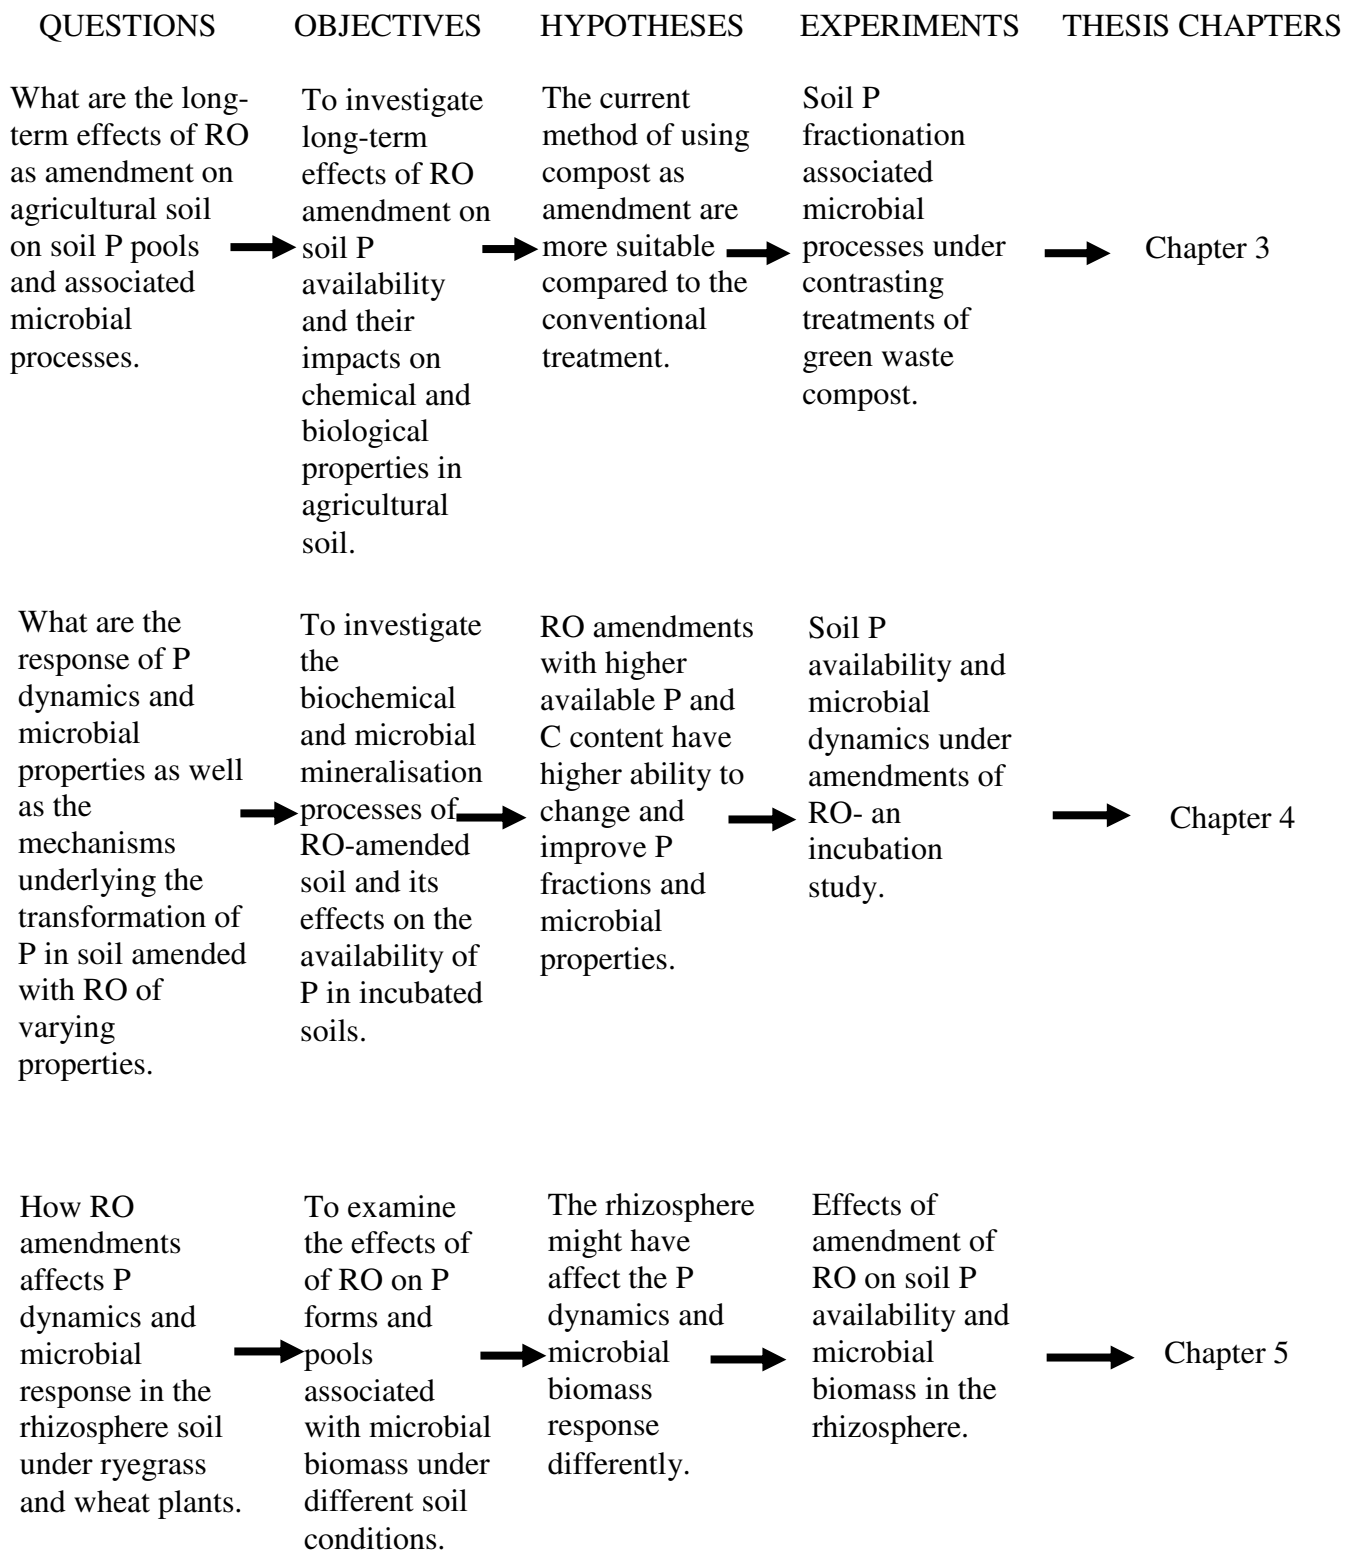 QUESTIONS OBJECTIVES HYPOTHESES EXPERIMENTS THESIS CHAPTERS
What are the long-
term effects of RO
as amendment on
agricultural soil
on soil P pools
and associated
microbial
processes.
To investigate
long-term
effects of RO
amendment on
soil P
availability
and their
impacts on
chemical and
biological
properties in
agricultural
soil.
The current
method of using
compost as
amendment are
more suitable
compared to the
conventional
treatment.
Soil P
fractionation
associated
microbial
processes under
contrasting
treatments of
green waste
compost.
Chapter 3
What are the
response of P
dynamics and
microbial
properties as well
as the
mechanisms
underlying the
transformation of
P in soil amended
with RO of
varying
properties.
To investigate
the
biochemical
and microbial
mineralisation
processes of
RO-amended
soil and its
effects on the
availability of
P in incubated
soils.
RO amendments
with higher
available P and
C content have
higher ability to
change and
improve P
fractions and
microbial
properties.
Soil P
availability and
microbial
dynamics under
amendments of
RO- an
incubation
study.
Chapter 4
How RO
amendments
affects P
dynamics and
microbial
response in the
rhizosphere soil
under ryegrass
and wheat plants.
To examine
the effects of
of RO on P
forms and
pools
associated
with microbial
biomass under
different soil
conditions.
The rhizosphere
might have
affect the P
dynamics and
microbial
biomass
response
differently.
Effects of
amendment of
RO on soil P
availability and
microbial
biomass in the
rhizosphere.
Chapter 5